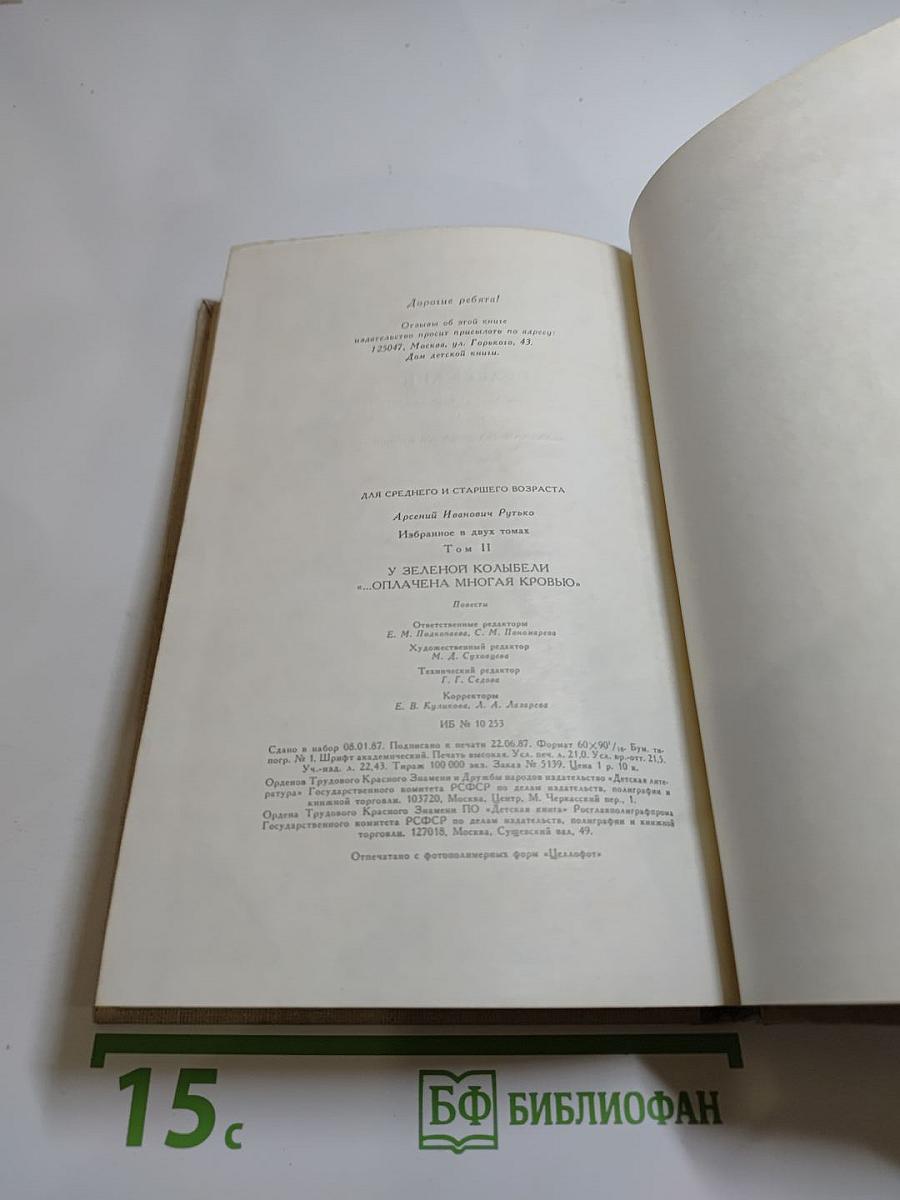 Дорогие ребята!
Отзывы об этой книге
издательство просит присылать по адресу:
125047, Москва, ул. Горького, 43.
Дом детской книги.
ДЛЯ СРЕДНЕГО И СТАРШЕГО ВОЗРАСТА
Арсений Иванович Рутько
Избранное в двух томах
Том II
У ЗЕЛЕНОЙ КОЛЫБЕЛИ
«...ОПЛАЧЕНА МНОГАЯ КРОВЬЮ»
Повести
Ответственные редакторы
Е. М. Подкопаева, С. М. Пономарева
Художественный редактор
М. Д. Суховцева
Технический редактор
Г. Г. Седова
Корректоры
Е. В. Куликова, Л. А. Лазарева
ИБ № 10 253
Сдано в набор 08.01.87. Подписано к печати 22.06.87. Формат 60×90¹/₁₆. Бум. ти-
погр. № 1. Шрифт академический. Печать высокая. Усл. печ. л. 21,0. Усл. кр.-отт. 21,5.
Уч.-изд. л. 22,43. Тираж 100 000 экз. Заказ № 5139. Цена 1 р. 10 к.
Орденов Трудового Красного Знамени и Дружбы народов издательство «Детская лите-
ратура» Государственного комитета РСФСР по делам издательств, полиграфии и
книжной торговли. 103720, Москва, Центр, М. Черкасский пер., 1.
Ордена Трудового Красного Знамени ПО «Детская книга» Росглавполиграфпрома
Государственного комитета РСФСР по делам издательств, полиграфии и книжной
торговли. 127018, Москва, Сущевский вал, 49.
Отпечатано с фотополимерных форм «Целлофот»
15 с
БФ БИБЛИОФАН